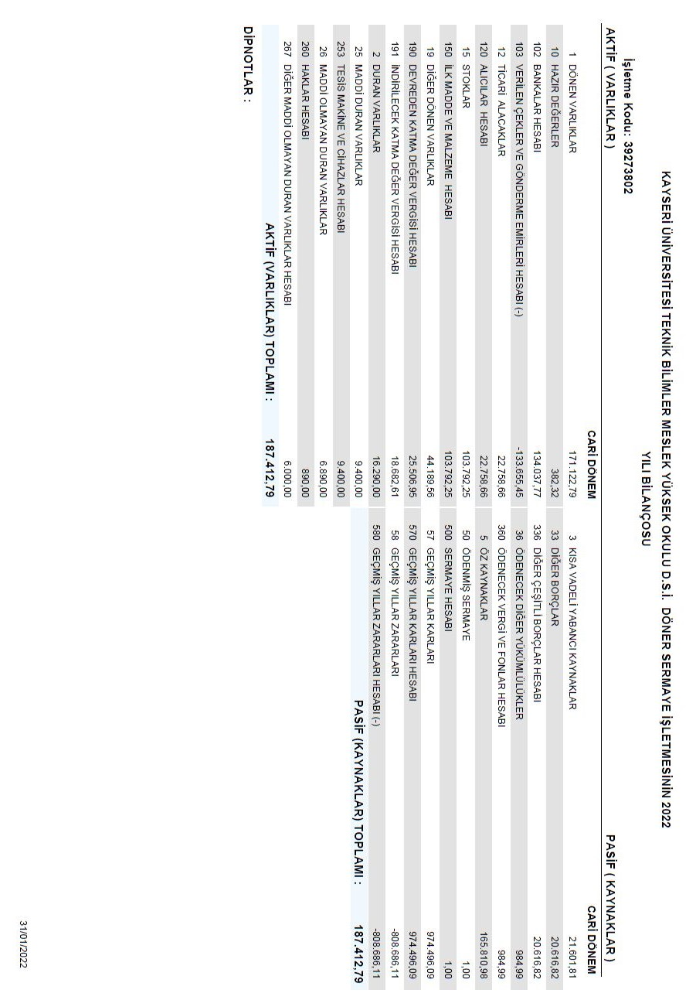 KAYSERİ ÜNİVERSİTESİ TEKNİK BİLİMLER MESLEK YÜKSEK OKULU D.S.İ. DÖNER SERMAYE İŞLETMESİNİN 2022
YILI BİLANÇOSU
İşletme Kodu: 39273802
AKTİF ( VARLIKLAR )
CARİ DÖNEM
1 DÖNEN VARLIKLAR 171.122,79
10 HAZIR DEĞERLER 382,32
102 BANKALAR HESABI 134.037,77
103 VERİLEN ÇEKLER VE GÖNDERME EMİRLERİ HESABI (-) -133.655,45
12 TİCARİ ALACAKLAR 22.758,66
120 ALICILAR HESABI 22.758,66
15 STOKLAR 103.792,25
150 İLK MADDE VE MALZEME HESABI 103.792,25
19 DİĞER DÖNEN VARLIKLAR 44.189,56
190 DEVREDEN KATMA DEĞER VERGİSİ HESABI 25.506,95
191 İNDİRİLECEK KATMA DEĞER VERGİSİ HESABI 18.682,61
2 DURAN VARLIKLAR 16.290,00
25 MADDİ DURAN VARLIKLAR 9.400,00
253 TESİS MAKİNE VE CİHAZLAR HESABI 9.400,00
26 MADDİ OLMAYAN DURAN VARLIKLAR 6.890,00
260 HAKLAR HESABI 890,00
267 DİĞER MADDİ OLMAYAN DURAN VARLIKLAR HESABI 6.000,00
AKTİF (VARLIKLAR) TOPLAMI : 187.412,79
PASİF ( KAYNAKLAR )
CARİ DÖNEM
3 KISA VADELİ YABANCI KAYNAKLAR 21.601,81
33 DİĞER BORÇLAR 20.616,82
336 DİĞER ÇEŞİTLİ BORÇLAR HESABI 20.616,82
36 ÖDENECEK DİĞER YÜKÜMLÜLÜKLER 984,99
360 ÖDENECEK VERGİ VE FONLAR HESABI 984,99
5 ÖZ KAYNAKLAR 165.810,98
50 ÖDENMİŞ SERMAYE 1,00
500 SERMAYE HESABI 1,00
57 GEÇMİŞ YILLAR KARLARI 974.496,09
570 GEÇMİŞ YILLAR KARLARI HESABI 974.496,09
58 GEÇMİŞ YILLAR ZARARLARI -808.686,11
580 GEÇMİŞ YILLAR ZARARLARI HESABI (-) -808.686,11
PASİF (KAYNAKLAR) TOPLAMI : 187.412,79
DİPNOTLAR :
31/01/2022